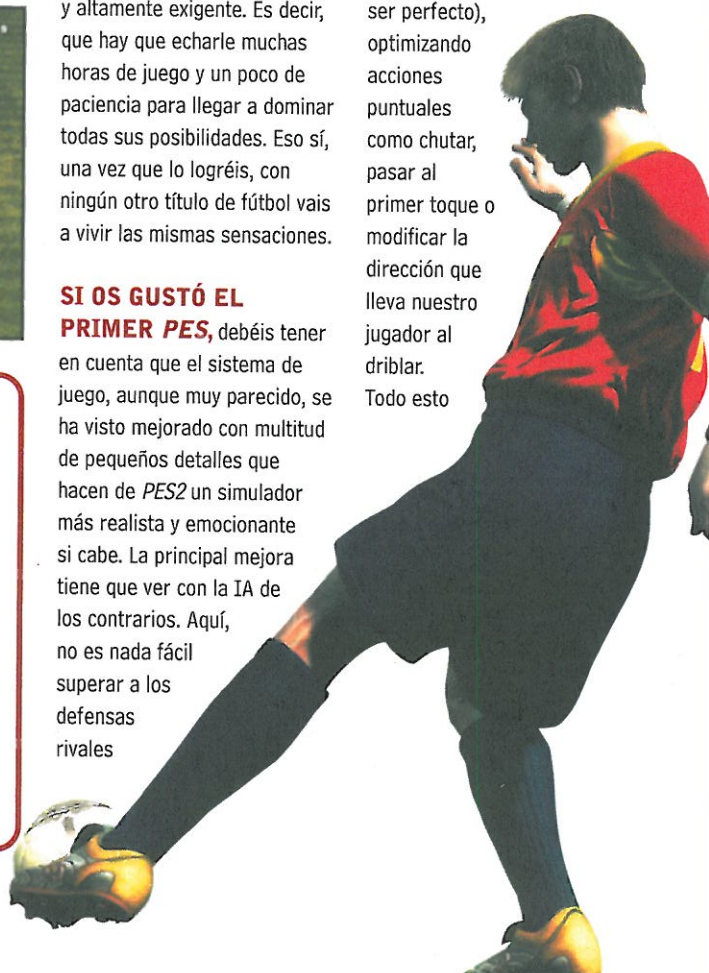 y altamente exigente. Es decir,
que hay que echarle muchas
horas de juego y un poco de
paciencia para llegar a dominar
todas sus posibilidades. Eso sí,
una vez que lo logréis, con
ningún otro título de fútbol vais
a vivir las mismas sensaciones.
SI OS GUSTÓ EL
PRIMER PES, debéis tener
en cuenta que el sistema de
juego, aunque muy parecido, se
ha visto mejorado con multitud
de pequeños detalles que
hacen de PES2 un simulador
más realista y emocionante
si cabe. La principal mejora
tiene que ver con la IA de
los contrarios. Aquí,
no es nada fácil
superar a los
defensas
rivales
ser perfecto),
optimizando
acciones
puntuales
como chutar,
pasar al
primer toque o
modificar la
dirección que
lleva nuestro
jugador al
driblar.
Todo esto